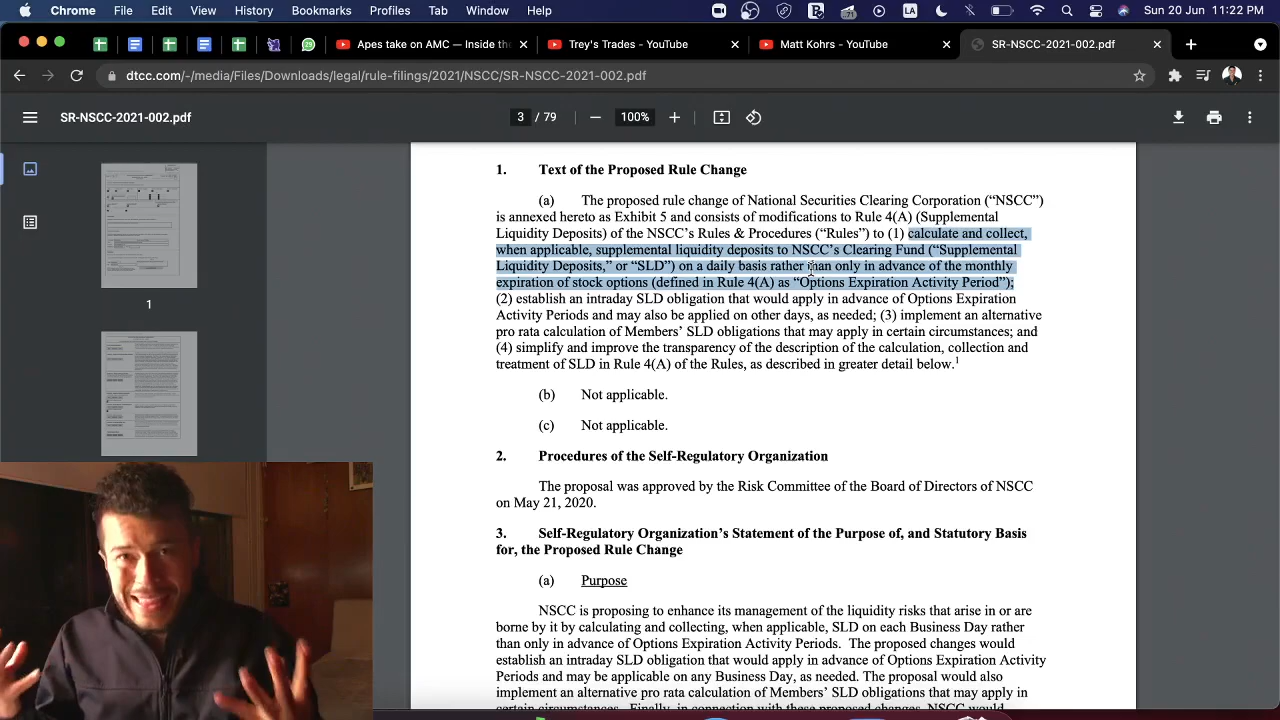 Chrome File Edit View History Bookmarks Profiles Tab Window Help
71
LA
Sun 20 Jun 11:22 PM
Apes take on AMC — Inside th
Trey's Trades - YouTube
Matt Kohrs - YouTube
SR-NSCC-2021-002.pdf
dtcc.com/-/media/Files/Downloads/legal/rule-filings/2021/NSCC/SR-NSCC-2021-002.pdf
SR-NSCC-2021-002.pdf
3 / 79
100%
1
1. Text of the Proposed Rule Change
(a) The proposed rule change of National Securities Clearing Corporation (“NSCC”)
is annexed hereto as Exhibit 5 and consists of modifications to Rule 4(A) (Supplemental
Liquidity Deposits) of the NSCC’s Rules & Procedures (“Rules”) to (1) calculate and collect,
when applicable, supplemental liquidity deposits to NSCC’s Clearing Fund (“Supplemental
Liquidity Deposits,” or “SLD”) on a daily basis rather than only in advance of the monthly
expiration of stock options (defined in Rule 4(A) as “Options Expiration Activity Period”);
(2) establish an intraday SLD obligation that would apply in advance of Options Expiration
Activity Periods and may also be applied on other days, as needed; (3) implement an alternative
pro rata calculation of Members’ SLD obligations that may apply in certain circumstances; and
(4) simplify and improve the transparency of the description of the calculation, collection and
treatment of SLD in Rule 4(A) of the Rules, as described in greater detail below.1
(b) Not applicable.
(c) Not applicable.
2. Procedures of the Self-Regulatory Organization
The proposal was approved by the Risk Committee of the Board of Directors of NSCC
on May 21, 2020.
3. Self-Regulatory Organization’s Statement of the Purpose of, and Statutory Basis
for, the Proposed Rule Change
(a) Purpose
NSCC is proposing to enhance its management of the liquidity risks that arise in or are
borne by it by calculating and collecting, when applicable, SLD on each Business Day rather
than only in advance of Options Expiration Activity Periods. The proposed changes would
establish an intraday SLD obligation that would apply in advance of Options Expiration Activity
Periods and may be applicable on any Business Day, as needed. The proposal would also
implement an alternative pro rata calculation of Members’ SLD obligations that may apply in
certain circumstances. Finally, in connection with these proposed changes, NSCC would